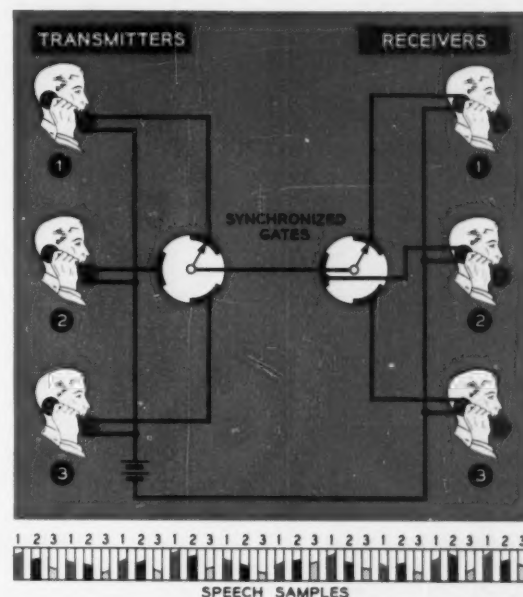 TRANSMITTERS
RECEIVERS
1
1
SYNCHRONIZED
GATES
2
2
3
3
1 2 3 1 2 3 1 2 3 1 2 3 1 2 3 1 2 3 1 2 3 1 2 3 1 2 3 1 2 3
SPEECH SAMPLES